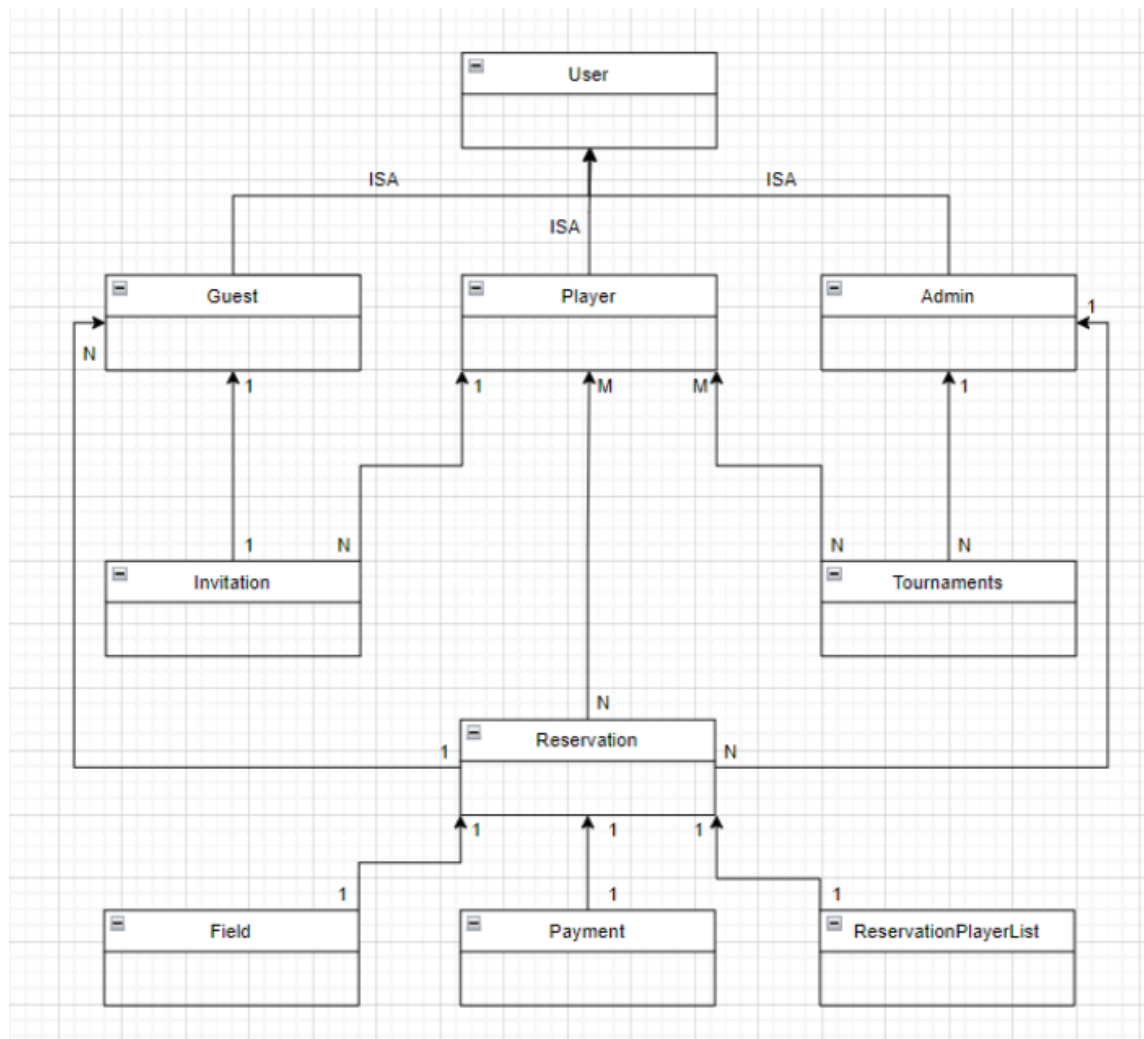 User
ISA
ISA
ISA
Guest
Player
Admin
1
N
1
1
M
M
1
1
N
N
N
Invitation
Tournaments
N
Reservation
1
N
1
1
1
1
1
1
Field
Payment
ReservationPlayerList